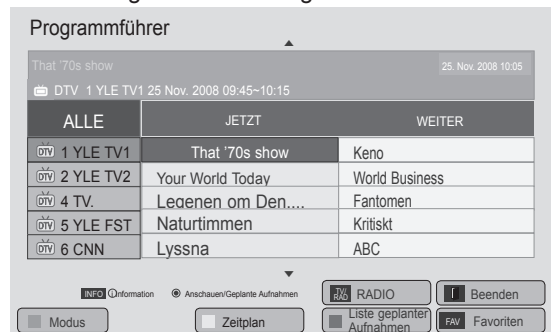 Programmführer
That '70s show 25. Nov. 2008 10:05
DTV 1 YLE TV1 25 Nov. 2008 09:45~10:15
ALLE JETZT WEITER
DTV 1 YLE TV1 That '70s show Keno
DTV 2 YLE TV2 Your World Today World Business
DTV 4 TV. Legenen om Den.... Fantomen
DTV 5 YLE FST Naturtimmen Kritiskt
DTV 6 CNN Lyssna ABC
INFO Information Anschauen/Geplante Aufnahmen TV/RAD RADIO Beenden
Modus Zeitplan Liste geplanter Aufnahmen FAV Favoriten